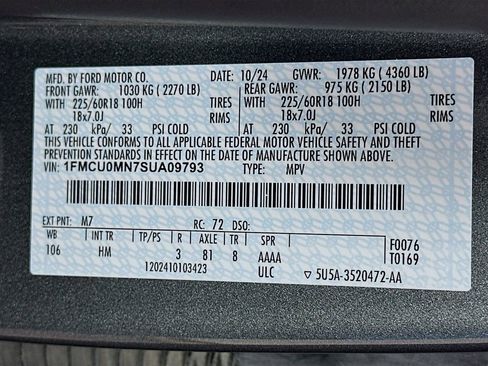 MFD. BY FORD MOTOR CO. 10/24 GVWR: 1978 KG ( 4360 LB)
FRONT GAWR: 1030 KG ( 2270 LB) REAR GAWR: 975 KG ( 2150 LB)
WITH 225/60R18 100H TIRES WITH 225/60R18 100H TIRES
18x7.0J RIMS 18x7.0J RIMS
AT 230 kPa/ 33 PSI COLD AT 230 kPa/ 33 PSI COLD
THIS VEHICLE CONFORMS TO ALL APPLICABLE FEDERAL MOTOR VEHICLE SAFETY
AND THEFT PREVENTION STANDARDS IN EFFECT ON THE DATE OF MANUFACTURE SHOWN ABOVE.
VIN: 1FMCU0MN7SUA09793 TYPE: MPV
EXT PNT: M7 RC: 72 DSO: F0076
WB INT TR TP/PS R AXLE TR SPR T0169
106 HM 3 81 8 AAAA
1202410103423 ULC ▽ 5U5A-3520472-AA